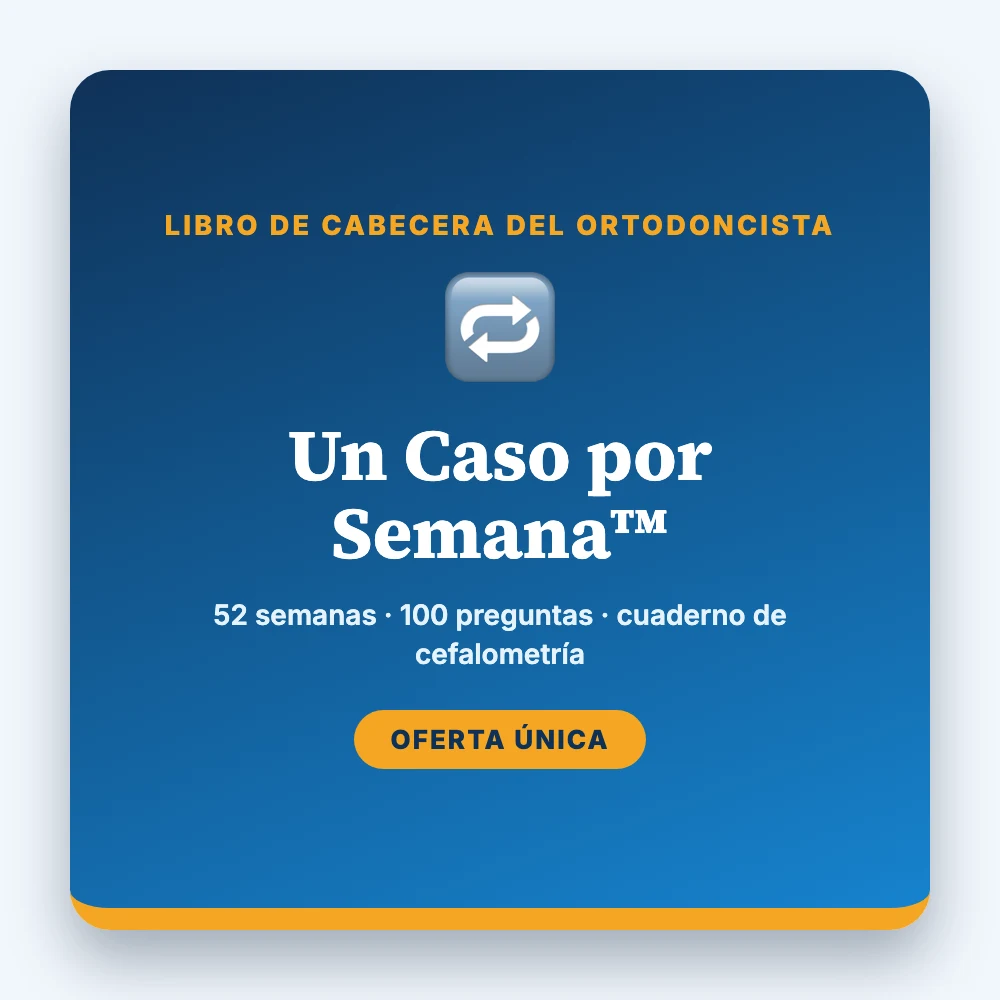 LIBRO DE CABECERA DEL ORTODONCISTA
Un Caso por
Semana™
52 semanas · 100 preguntas · cuaderno de
cefalometría
OFERTA ÚNICA